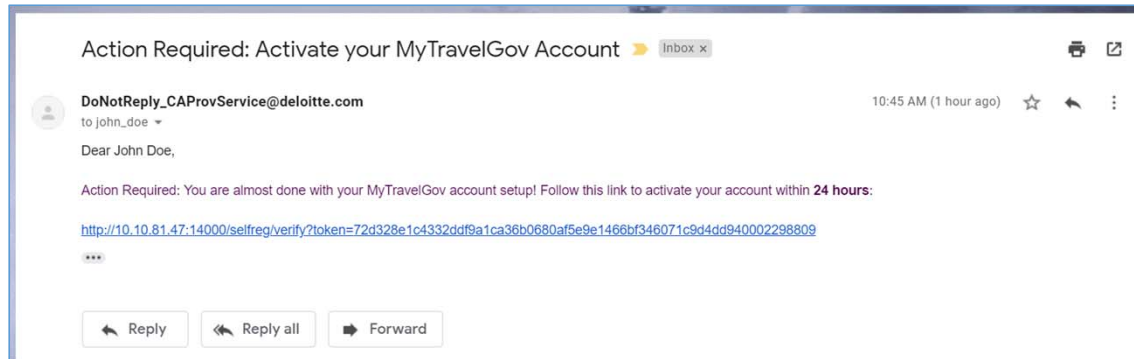 Action Required: Activate your MyTravelGov Account Inbox x
DoNotReply_CAProvService@deloitte.com 10:45 AM (1 hour ago)
to john_doe
Dear John Doe,
Action Required: You are almost done with your MyTravelGov account setup! Follow this link to activate your account within 24 hours:
http://10.10.81.47:14000/selfreg/verify?token=72d328e1c4332ddf9a1ca36b0680af5e9e1466bf346071c9d4dd940002298809
Reply Reply all Forward